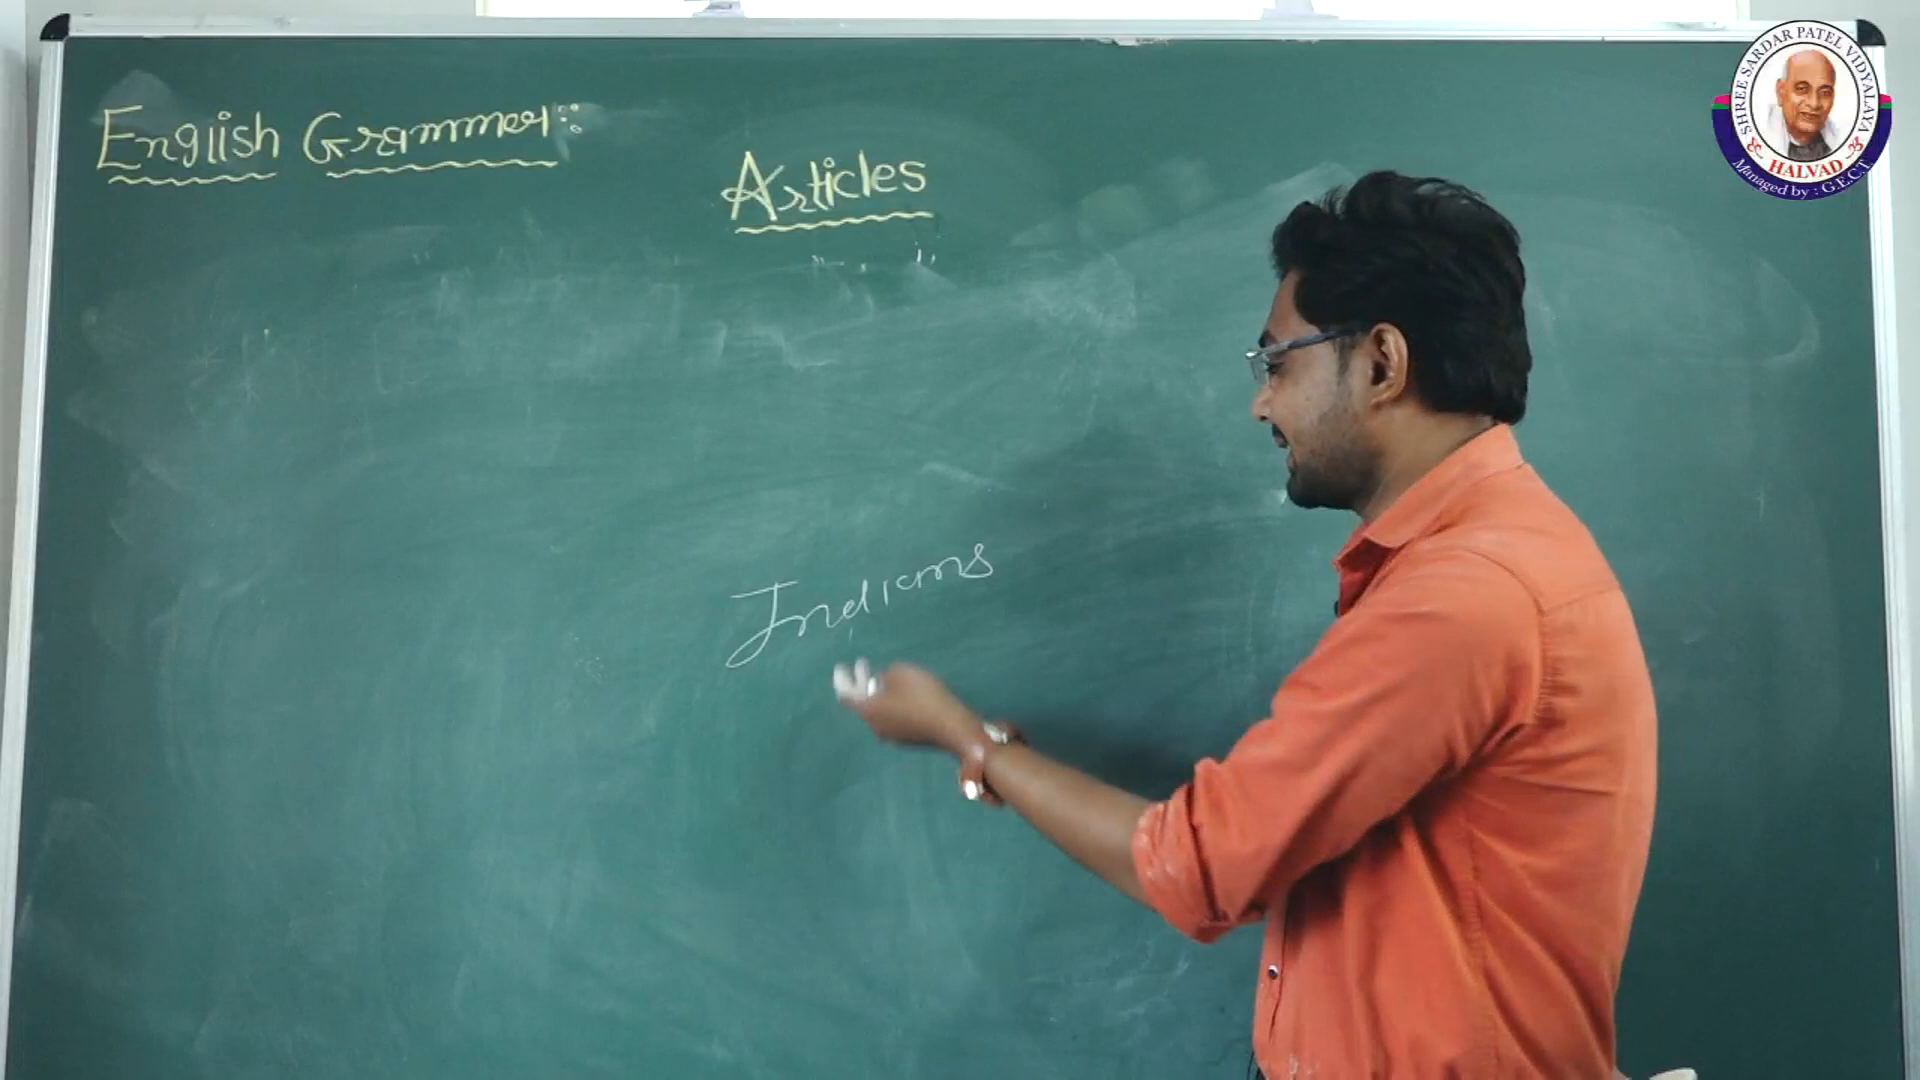 English Grammer::
Articles
Indians
SHREE SARDAR PATEL VIDYALAYA
HALVAD
Managed by : G.E.C.T.